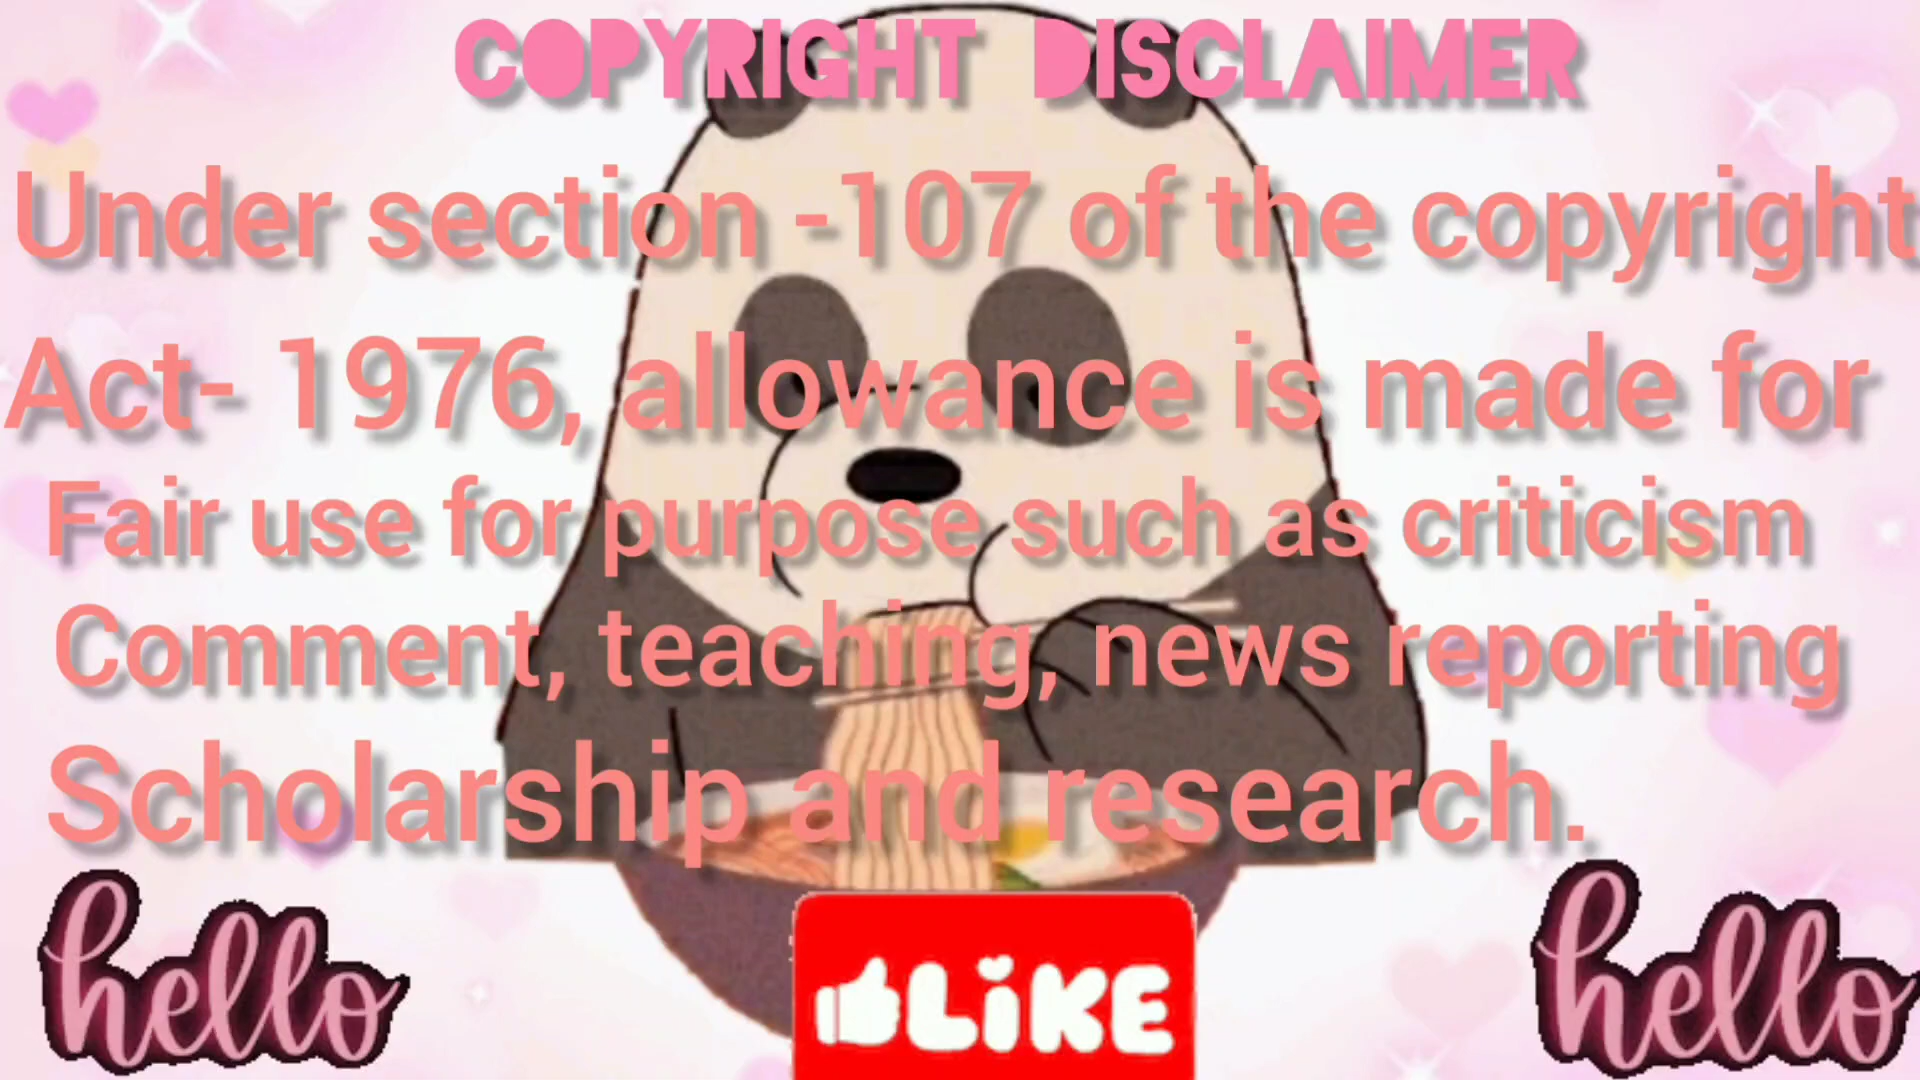 COPYRIGHT DISCLAIMER
Under section -107 of the copyright
Act- 1976, allowance is made for
Fair use for purpose such as criticism
Comment, teaching, news reporting
Scholarship and research.
hello
LiKE
hello